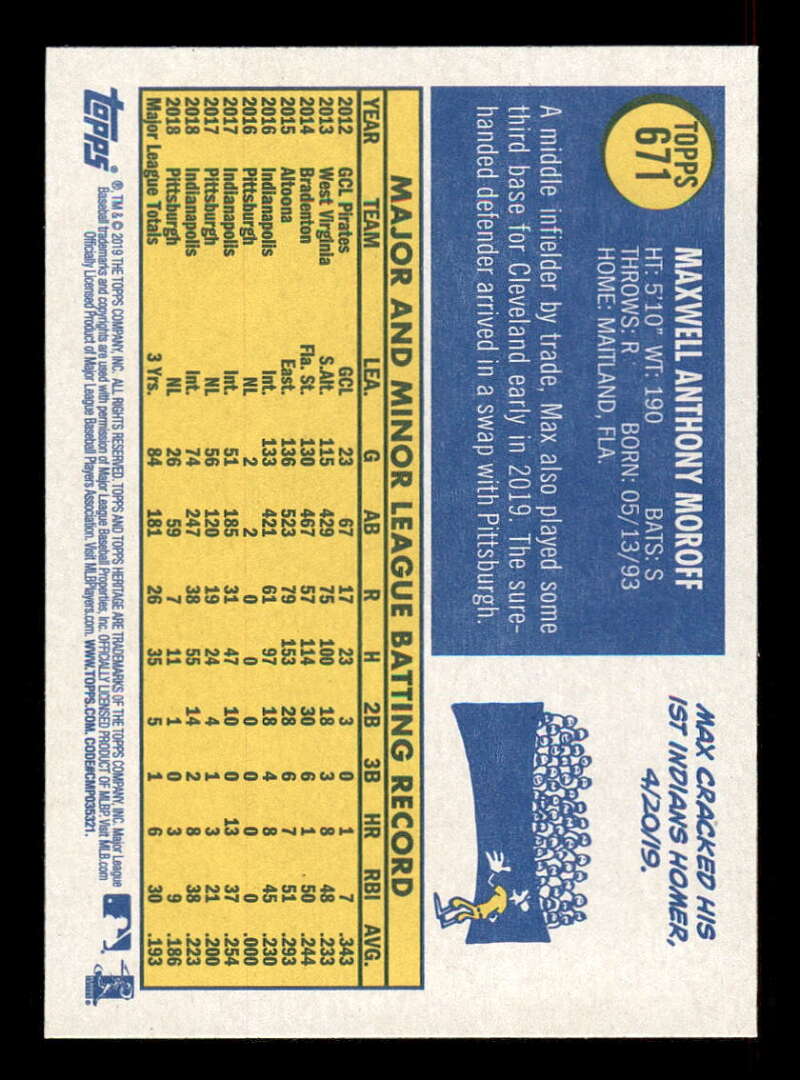 TOPPS
671
MAXWELL ANTHONY MOROFF
HT: 5'10" WT: 190 BATS: S
THROWS: R BORN: 05/13/93
HOME: MAITLAND, FLA.
A middle infielder by trade, Max also played some
third base for Cleveland early in 2019. The sure-
handed defender arrived in a swap with Pittsburgh.
MAX CRACKED HIS
1ST INDIANS HOMER,
4/20/19.
MAJOR AND MINOR LEAGUE BATTING RECORD
YEAR TEAM LEA. G AB R H 2B 3B HR RBI AVG.
2012 GCL Pirates GCL 23 67 17 23 3 0 1 7 .343
2013 West Virginia S.Atl. 115 429 75 100 18 3 8 48 .233
2014 Bradenton Fla. St. 130 467 57 114 30 6 1 50 .244
2015 Altoona East. 136 523 79 153 28 6 7 51 .293
2016 Indianapolis Int. 133 421 61 97 18 4 8 45 .230
2016 Pittsburgh NL 2 2 0 0 0 0 0 0 .000
2017 Indianapolis Int. 51 185 31 47 10 0 13 37 .254
2017 Pittsburgh NL 56 120 19 24 4 1 3 21 .200
2018 Indianapolis Int. 74 247 38 55 14 2 8 38 .223
2018 Pittsburgh NL 26 59 7 11 1 0 3 9 .186
Major League Totals 3 Yrs. 84 181 26 35 5 1 6 30 .193
topps® ®, TM & © 2019 THE TOPPS COMPANY, INC. ALL RIGHTS RESERVED. TOPPS AND TOPPS HERITAGE ARE TRADEMARKS OF THE TOPPS COMPANY, INC. Major League
Baseball trademarks and copyrights are used with permission of Major League Baseball Properties, Inc. OFFICIALLY LICENSED PRODUCT OF MLBP. Visit MLB.com
Officially Licensed Product of Major League Baseball Players Association. Visit MLBPlayers.com. WWW.TOPPS.COM. CODE#CMP035321.